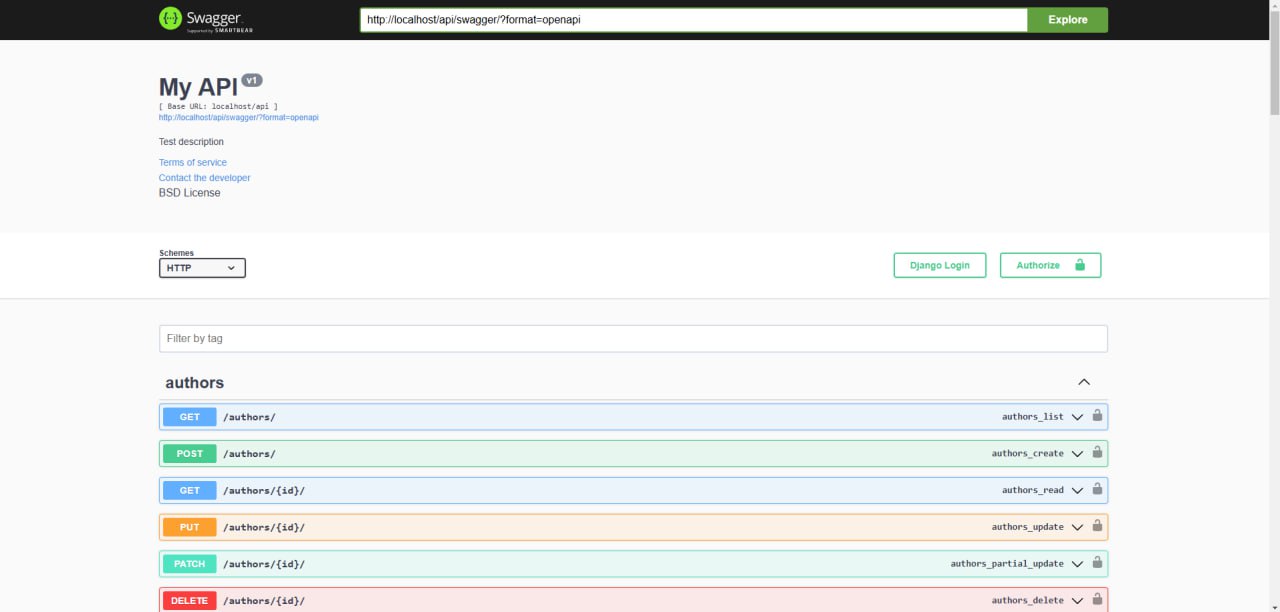 Swagger.
Supported by SMARTBEAR
http://localhost/api/swagger/?format=openapi
Explore
My API v1
[ Base URL: localhost/api ]
http://localhost/api/swagger/?format=openapi
Test description
Terms of service
Contact the developer
BSD License
Schemes
HTTP
Django Login
Authorize
Filter by tag
authors
GET /authors/ authors_list
POST /authors/ authors_create
GET /authors/{id}/ authors_read
PUT /authors/{id}/ authors_update
PATCH /authors/{id}/ authors_partial_update
DELETE /authors/{id}/ authors_delete